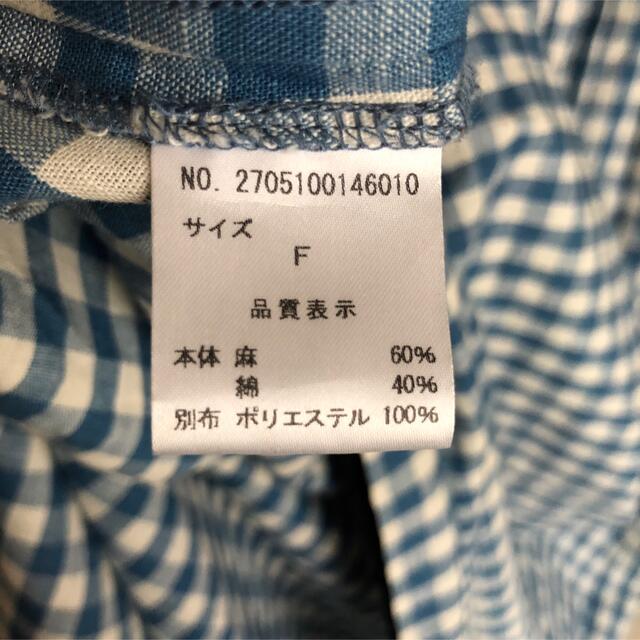 NO. 2705100146010
サイズ
F
品質表示
本体 麻 60%
綿 40%
別布 ポリエステル 100%